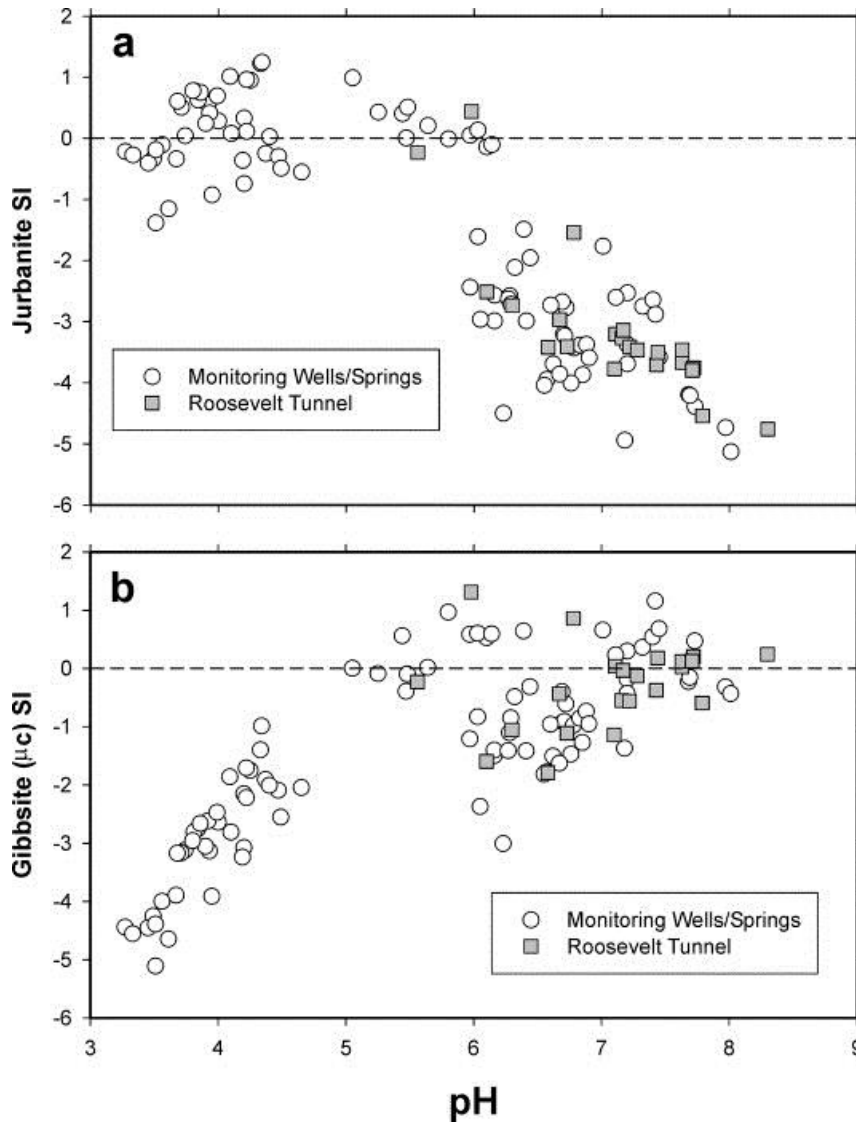 a
2
1
0
-1
-2
-3
-4
-5
-6
Jurbanite SI
Monitoring Wells/Springs
Roosevelt Tunnel
b
2
1
0
-1
-2
-3
-4
-5
-6
Gibbsite (μc) SI
Monitoring Wells/Springs
Roosevelt Tunnel
3 4 5 6 7 8 9
pH